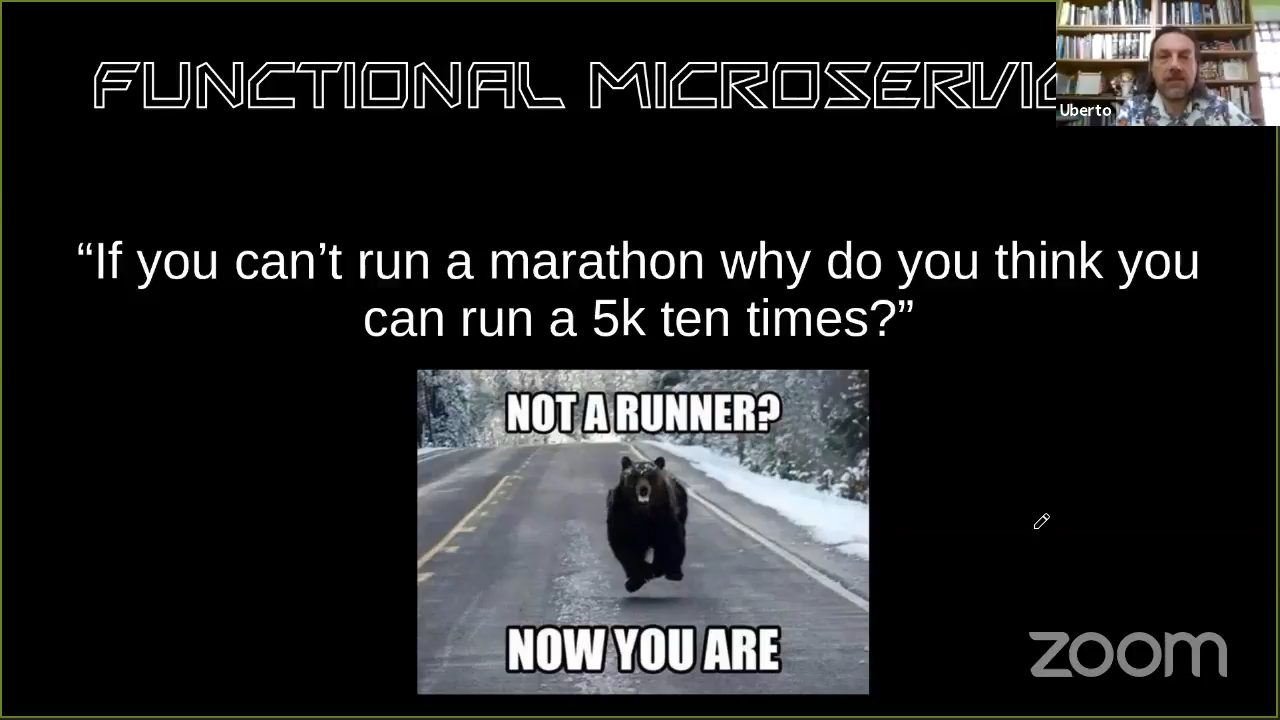 FUNCTIONAL MICROSERVIC
Uberto
“If you can’t run a marathon why do you think you
can run a 5k ten times?”
NOT A RUNNER?
NOW YOU ARE
zoom